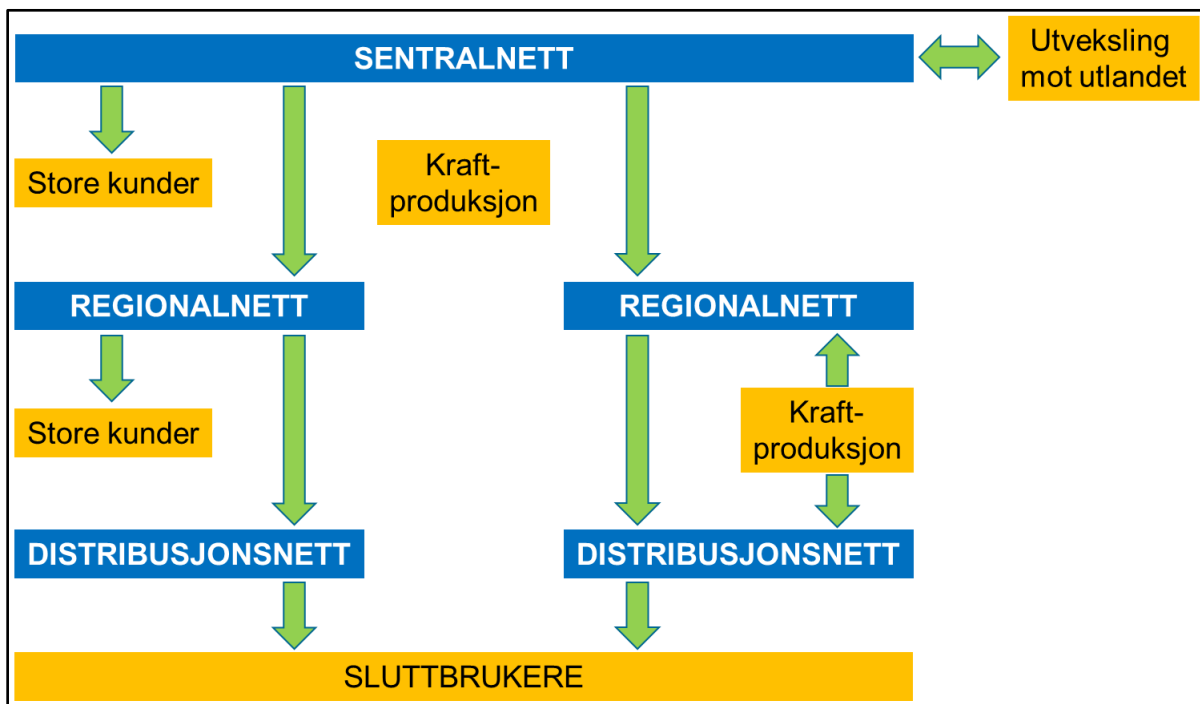 SENTRALNETT
Utveksling
mot utlandet
Store kunder
Kraft-
produksjon
REGIONALNETT
REGIONALNETT
Store kunder
Kraft-
produksjon
DISTRIBUSJONSNETT
DISTRIBUSJONSNETT
SLUTTBRUKERE